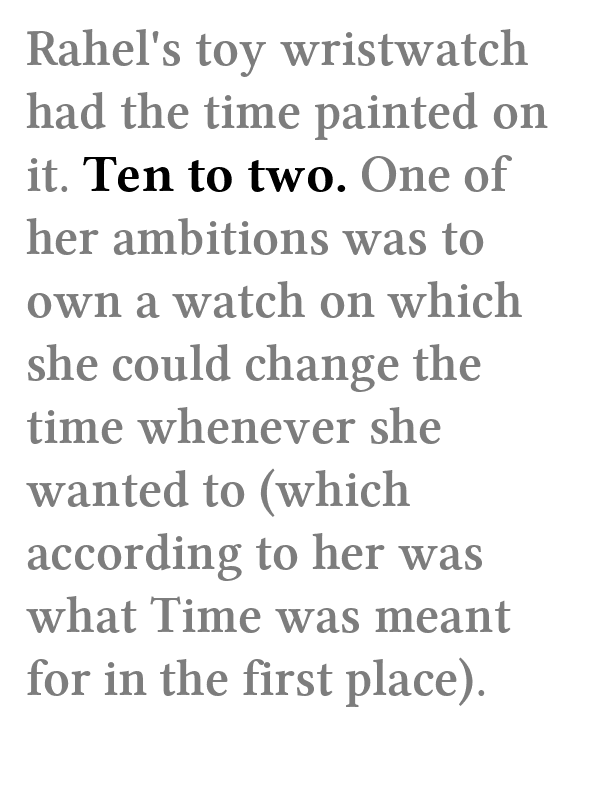 Rahel's toy wristwatch
had the time painted on
it. Ten to two. One of
her ambitions was to
own a watch on which
she could change the
time whenever she
wanted to (which
according to her was
what Time was meant
for in the first place).